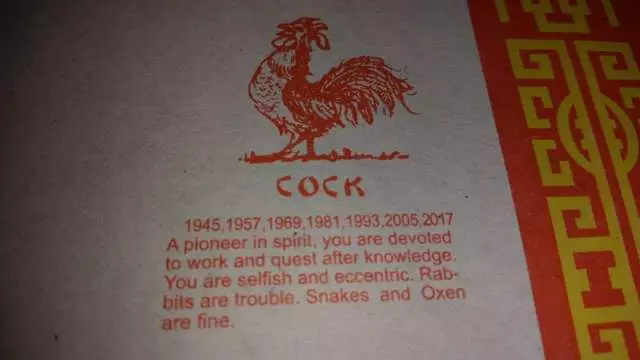 COCK
1945,1957,1969,1981,1993,2005,2017
A pioneer in spirit, you are devoted
to work and quest after knowledge.
You are selfish and eccentric. Rab-
bits are trouble. Snakes and Oxen
are fine.